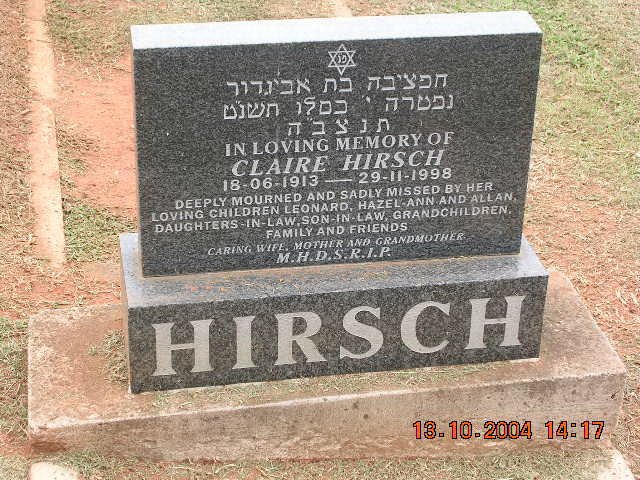 פנ
חפציבה בת אביגדור
נפטרה י' כסלו תשנ"ט
ת נ צ ב ה
IN LOVING MEMORY OF
CLAIRE HIRSCH
18-06-1913 — 29-11-1998
DEEPLY MOURNED AND SADLY MISSED BY HER
LOVING CHILDREN LEONARD, HAZEL-ANN AND ALLAN,
DAUGHTERS-IN-LAW, SON-IN-LAW, GRANDCHILDREN,
FAMILY AND FRIENDS
CARING WIFE, MOTHER AND GRANDMOTHER
M.H.D.S.R.I.P.
HIRSCH
13.10.2004 14:17